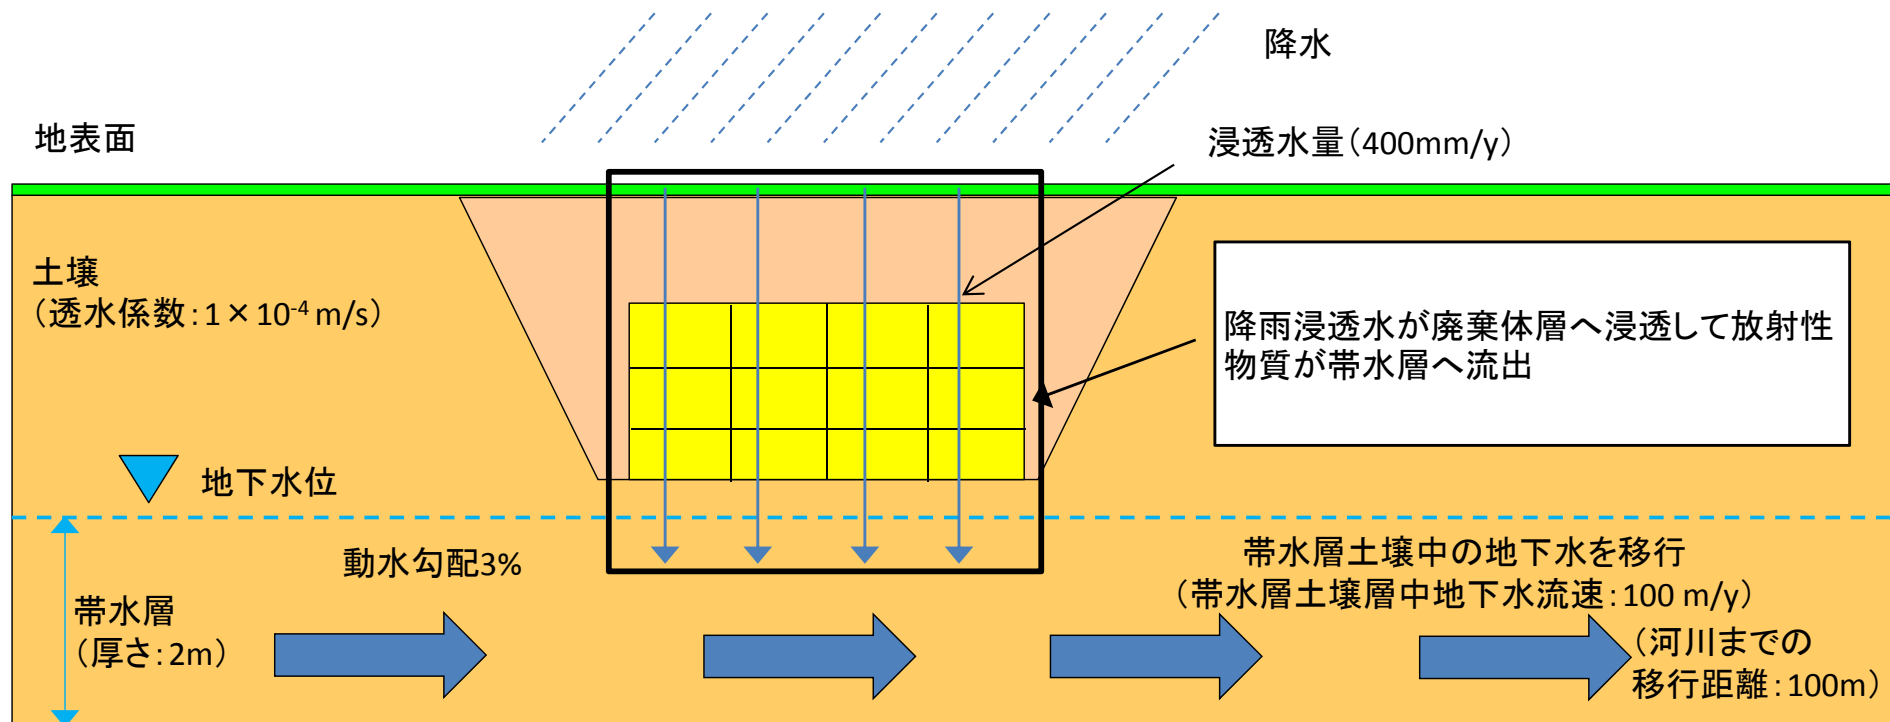 降水
地表面
浸透水量（400mm/y）
土壌
（透水係数：1×10-4 m/s）
降雨浸透水が廃棄体層へ浸透して放射性
物質が帯水層へ流出
地下水位
動水勾配3%
帯水層土壌中の地下水を移行
（帯水層土壌層中地下水流速：100 m/y）
帯水層
（厚さ：2m）
（河川までの
移行距離：100m）